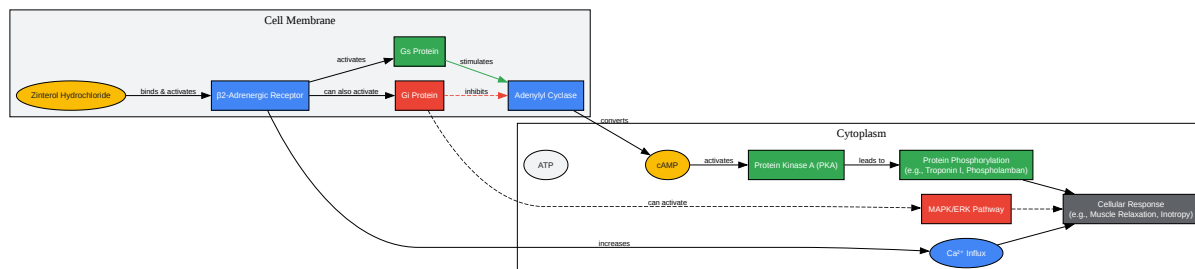 Cell Membrane
Gs Protein
activates
stimulates
Zinterol Hydrochloride
binds & activates
β2-Adrenergic Receptor
can also activate
Gi Protein
inhibits
Adenylyl Cyclase
converts
Cytoplasm
ATP
cAMP
activates
Protein Kinase A (PKA)
leads to
Protein Phosphorylation
(e.g., Troponin I, Phospholamban)
can activate
MAPK/ERK Pathway
Cellular Response
(e.g., Muscle Relaxation, Inotropy)
increases
Ca²⁺ Influx